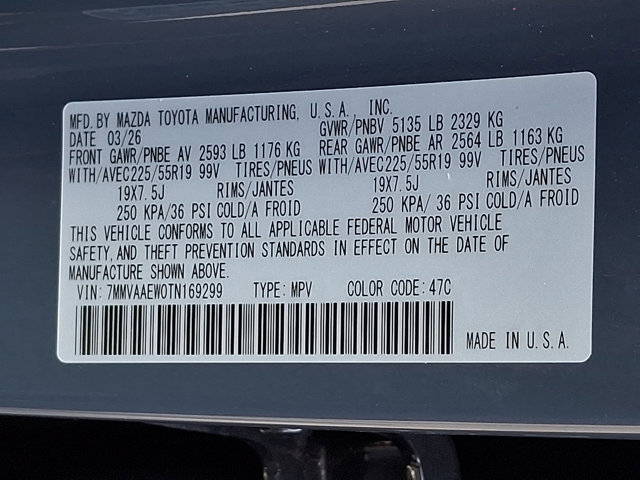 MFD. BY MAZDA TOYOTA MANUFACTURING, U.S.A. INC.
DATE 03/26 GVWR/PNBV 5135 LB 2329 KG
FRONT GAWR/PNBE AV 2593 LB 1176 KG REAR GAWR/PNBE AR 2564 LB 1163 KG
WITH/AVEC225/55R19 99V TIRES/PNEUS WITH/AVEC225/55R19 99V TIRES/PNEUS
19X7.5J RIMS/JANTES 19X7.5J RIMS/JANTES
250 KPA/36 PSI COLD/A FROID 250 KPA/ 36 PSI COLD/A FROID
THIS VEHICLE CONFORMS TO ALL APPLICABLE FEDERAL MOTOR VEHICLE
SAFETY, AND THEFT PREVENTION STANDARDS IN EFFECT ON THE DATE OF
MANUFACTURE SHOWN ABOVE.
VIN: 7MMVAAEW0TN169299 TYPE: MPV COLOR CODE: 47C
MADE IN U.S.A.